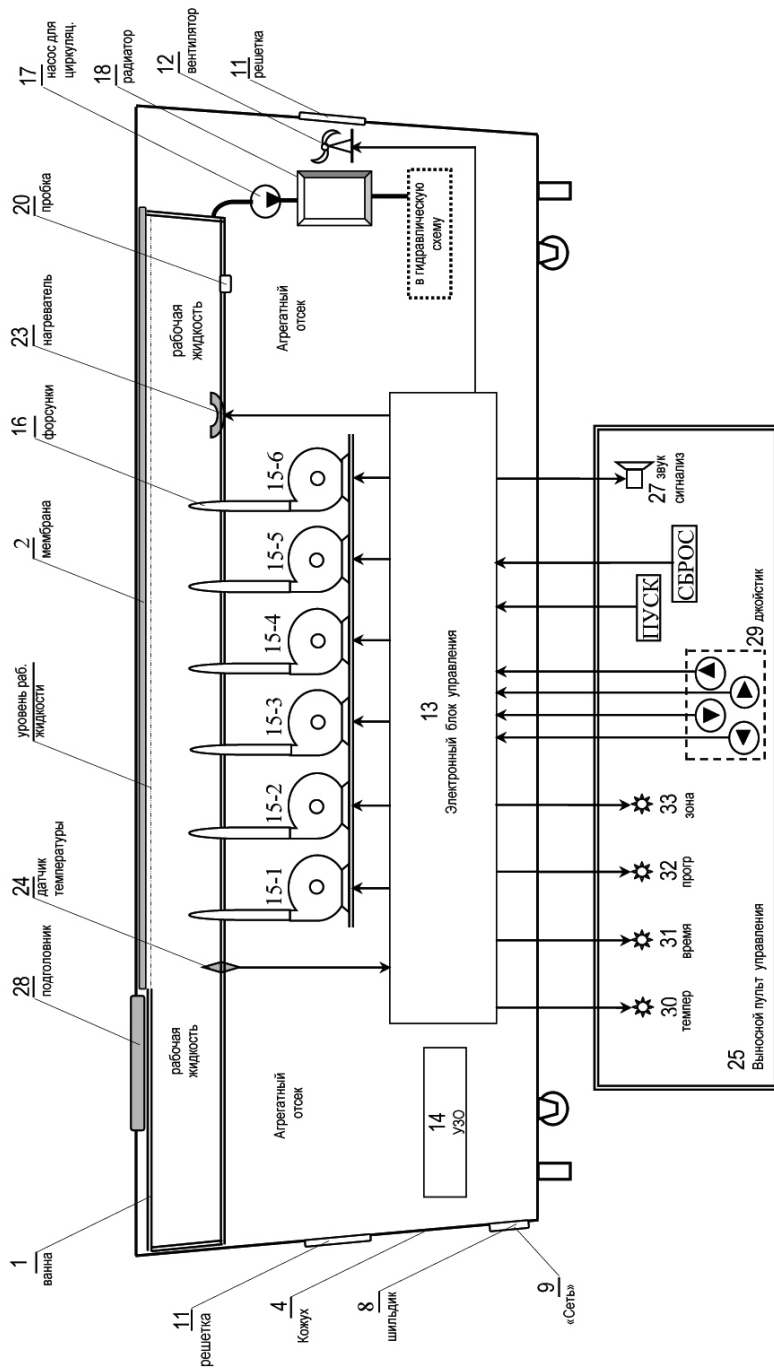 1
ванна
28
подголовник
24
датчик
температуры
уровень раб.
жидкости
2
мембрана
16
форсунки
23
нагреватель
20
пробка
17
насос для
циркуляц.
18
радиатор
12
вентилятор
11
решетка
рабочая
жидкость
рабочая
жидкость
Агрегатный
отсек
15-1
15-2
15-3
15-4
15-5
15-6
Агрегатный
отсек
в гидравлическую
схему
14
УЗО
13
Электронный блок управления
11
решетка
4
Кожух
8
шильдик
9
«Сеть»
30
темпер
31
время
32
прогр
33
зона
29 джойстик
ПУСК
СБРОС
27 звук
сигнализ
25
Выносной пульт управления